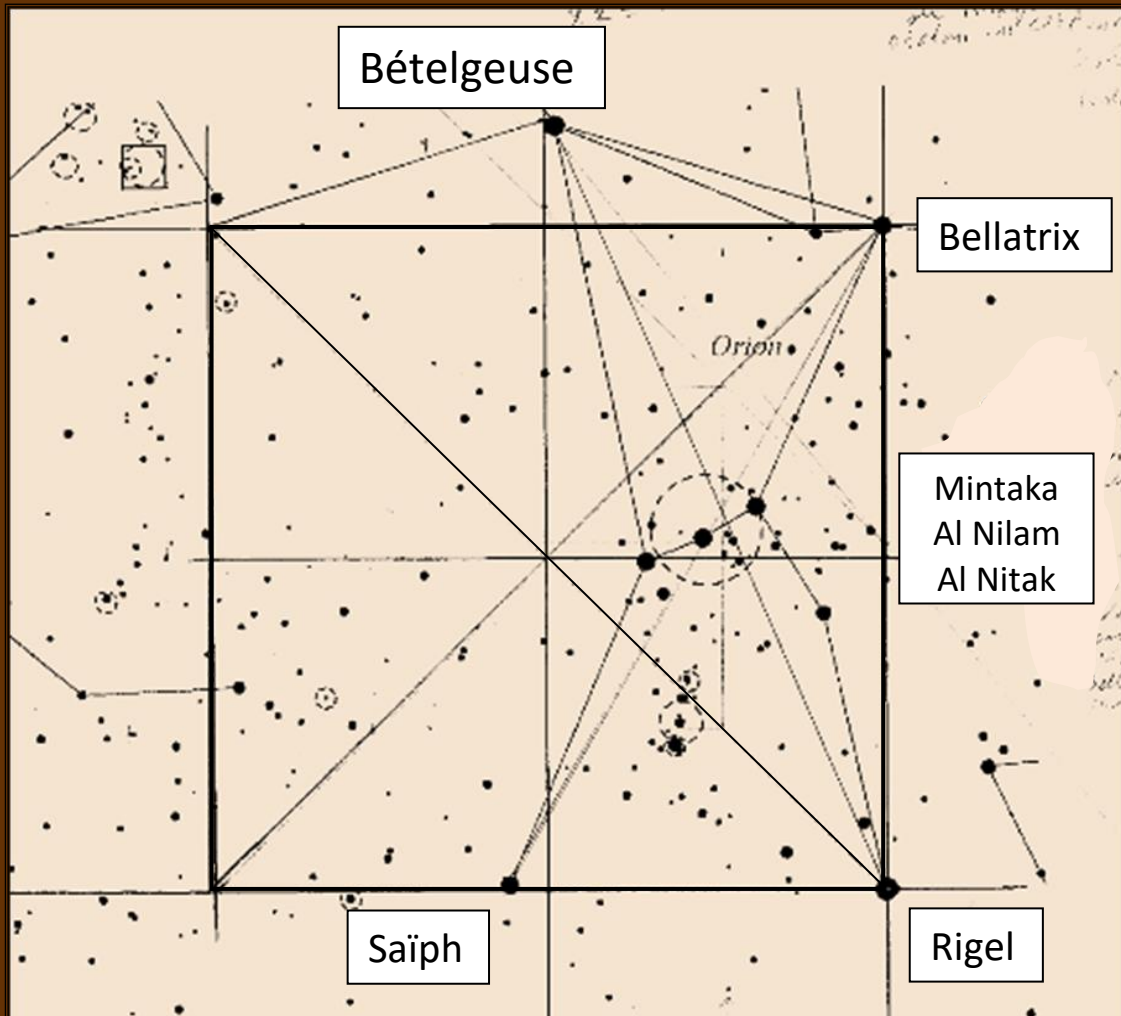 Bételgeuse
Bellatrix
Orion
Mintaka
Al Nilam
Al Nitak
Saïph
Rigel